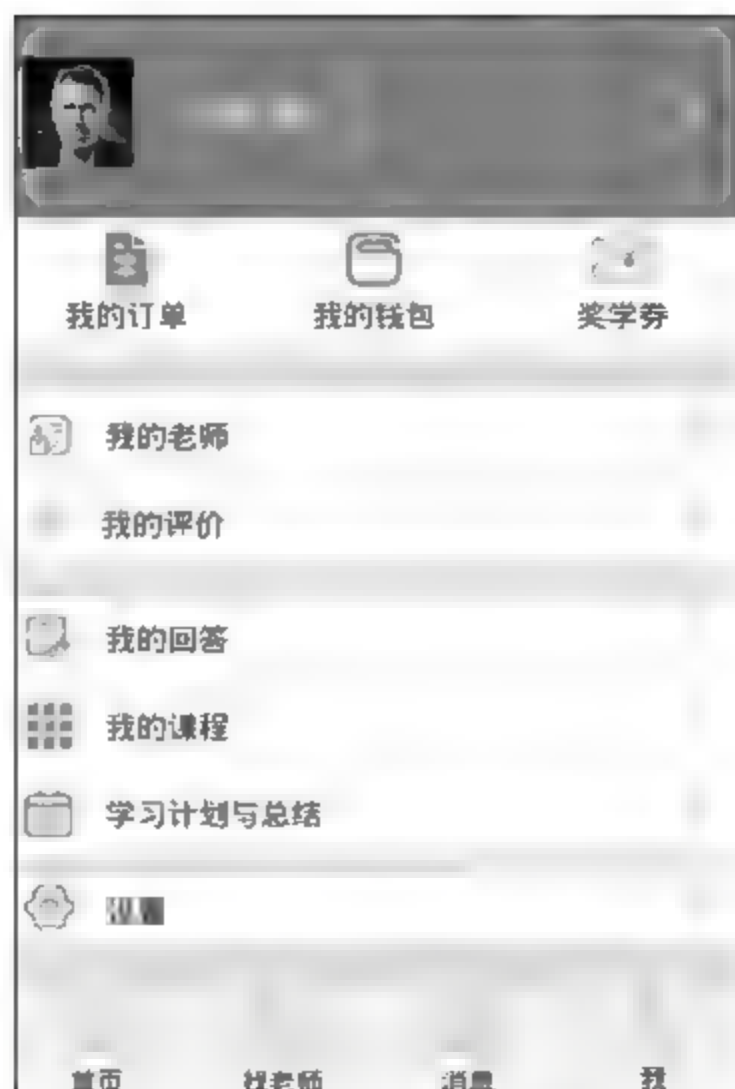 我的订单 我的钱包 奖学券
我的老师
我的评价
我的回答
我的课程
学习计划与总结
首页 找老师 消息 我